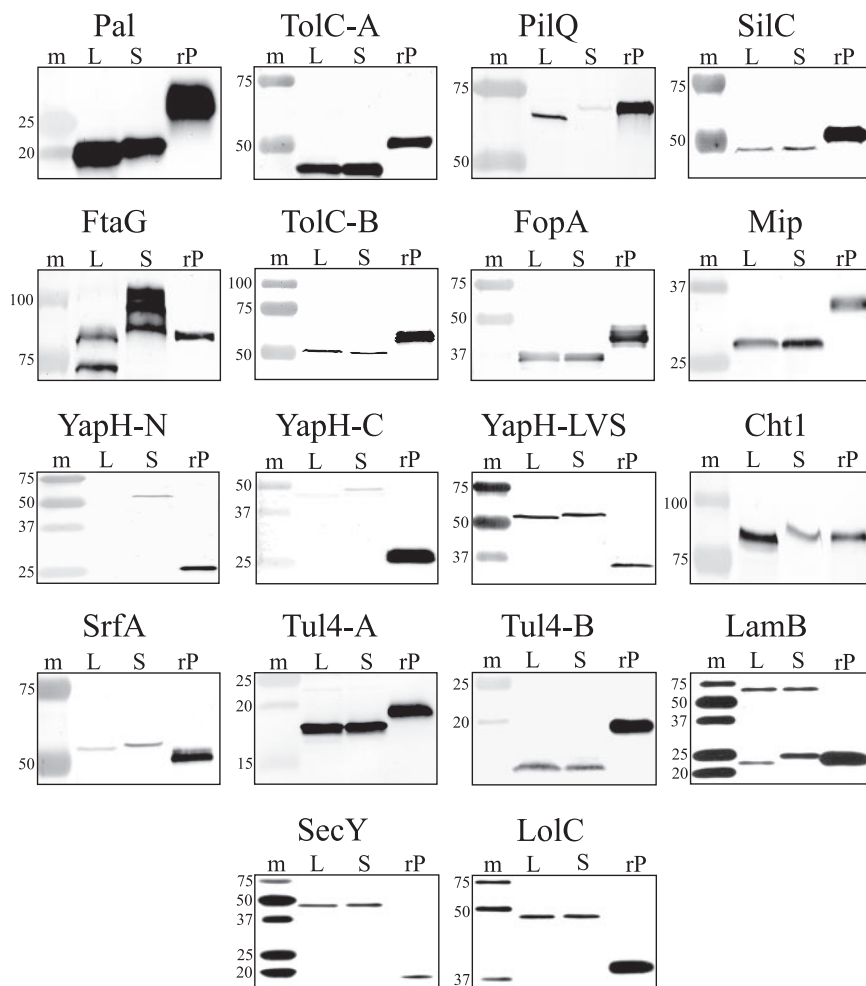 Pal TolC-A PilQ SilC
m L S rP m L S rP m L S rP m L S rP
25 20
75 50
75 50
75 50
FtaG TolC-B FopA Mip
m L S rP m L S rP m L S rP m L S rP
100 75
100 75 50
75 50 37
37 25
YapH-N YapH-C YapH-LVS Cht1
m L S rP m L S rP m L S rP m L S rP
75 50 37 25
50 37 25
75 50 37
100 75
SrfA Tul4-A Tul4-B LamB
m L S rP m L S rP m L S rP m L S rP
75 50
25 20 15
25 20
75 50 37 25 20
SecY LolC
m L S rP m L S rP
75 50 37 25 20
75 50 37